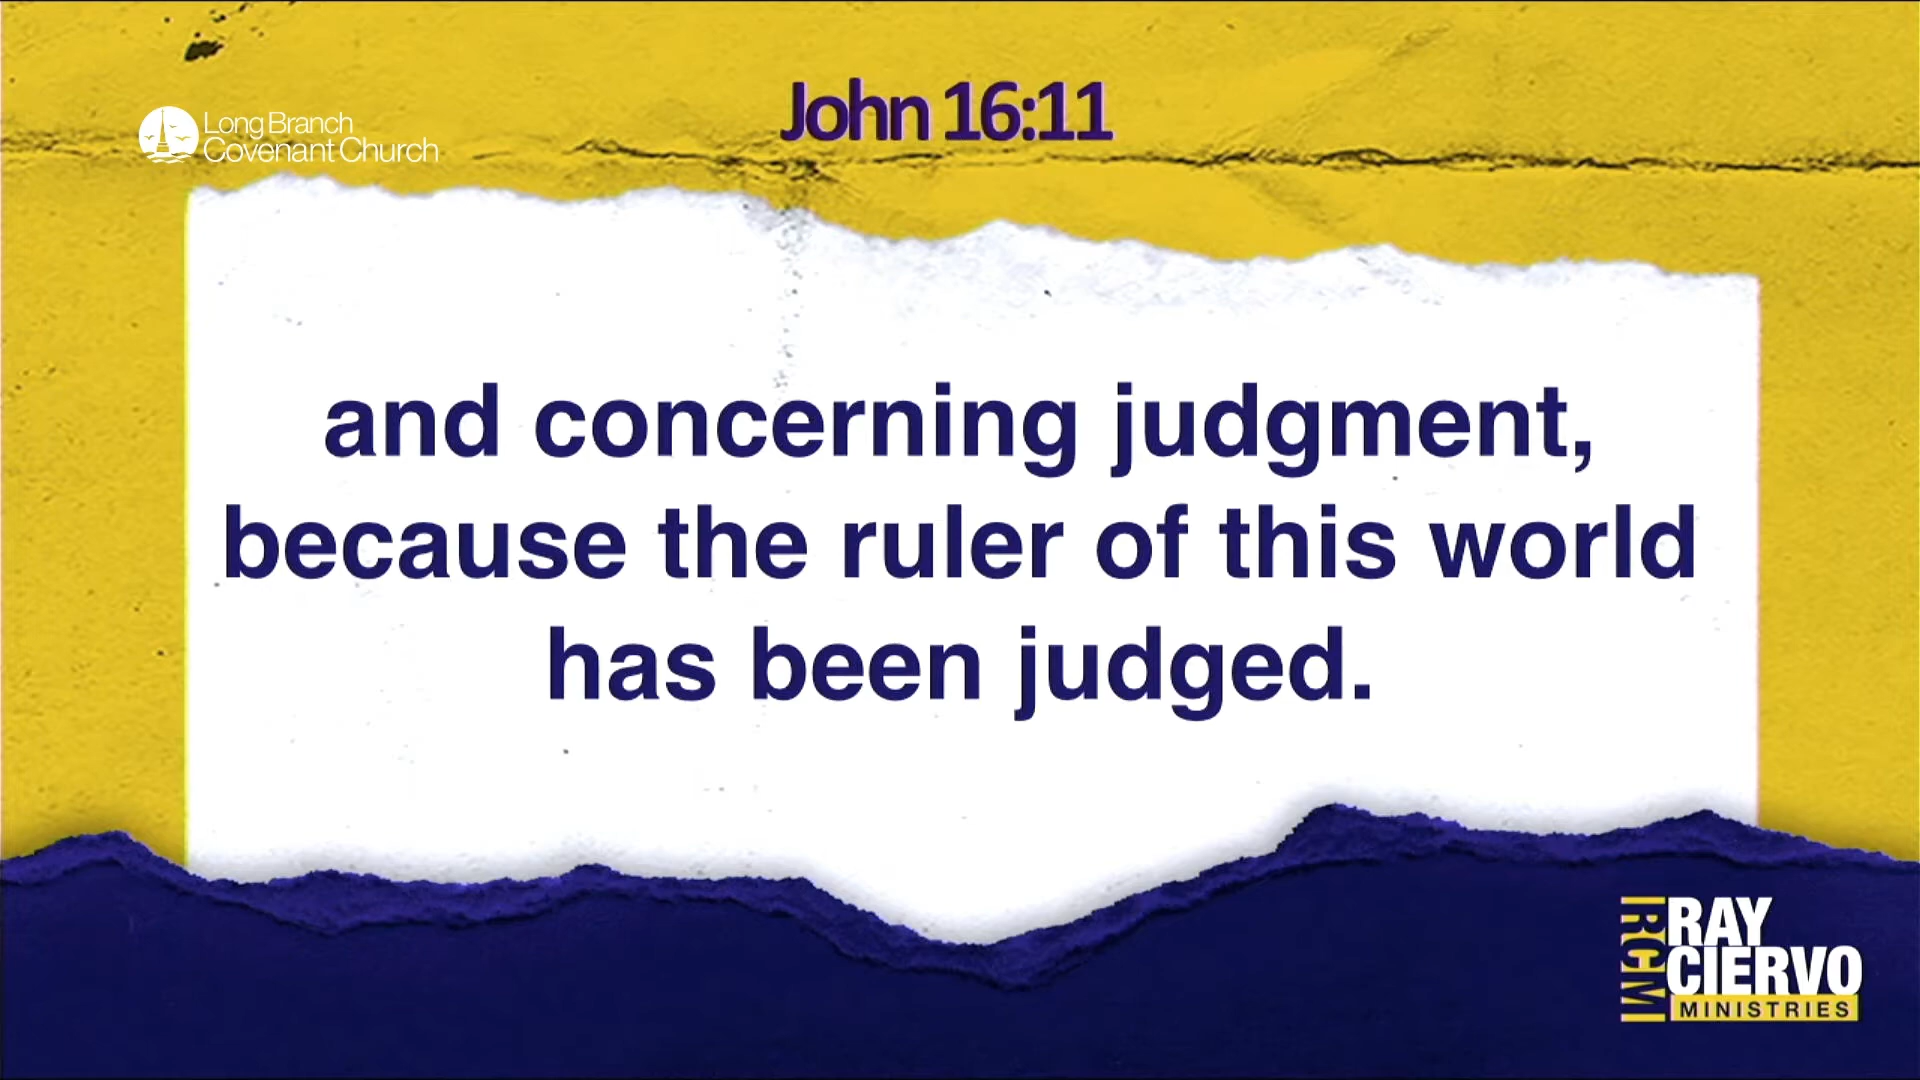 John 16:11
Long Branch
Covenant Church
and concerning judgment,
because the ruler of this world
has been judged.
RCM
RAY
CIERVO
MINISTRIES